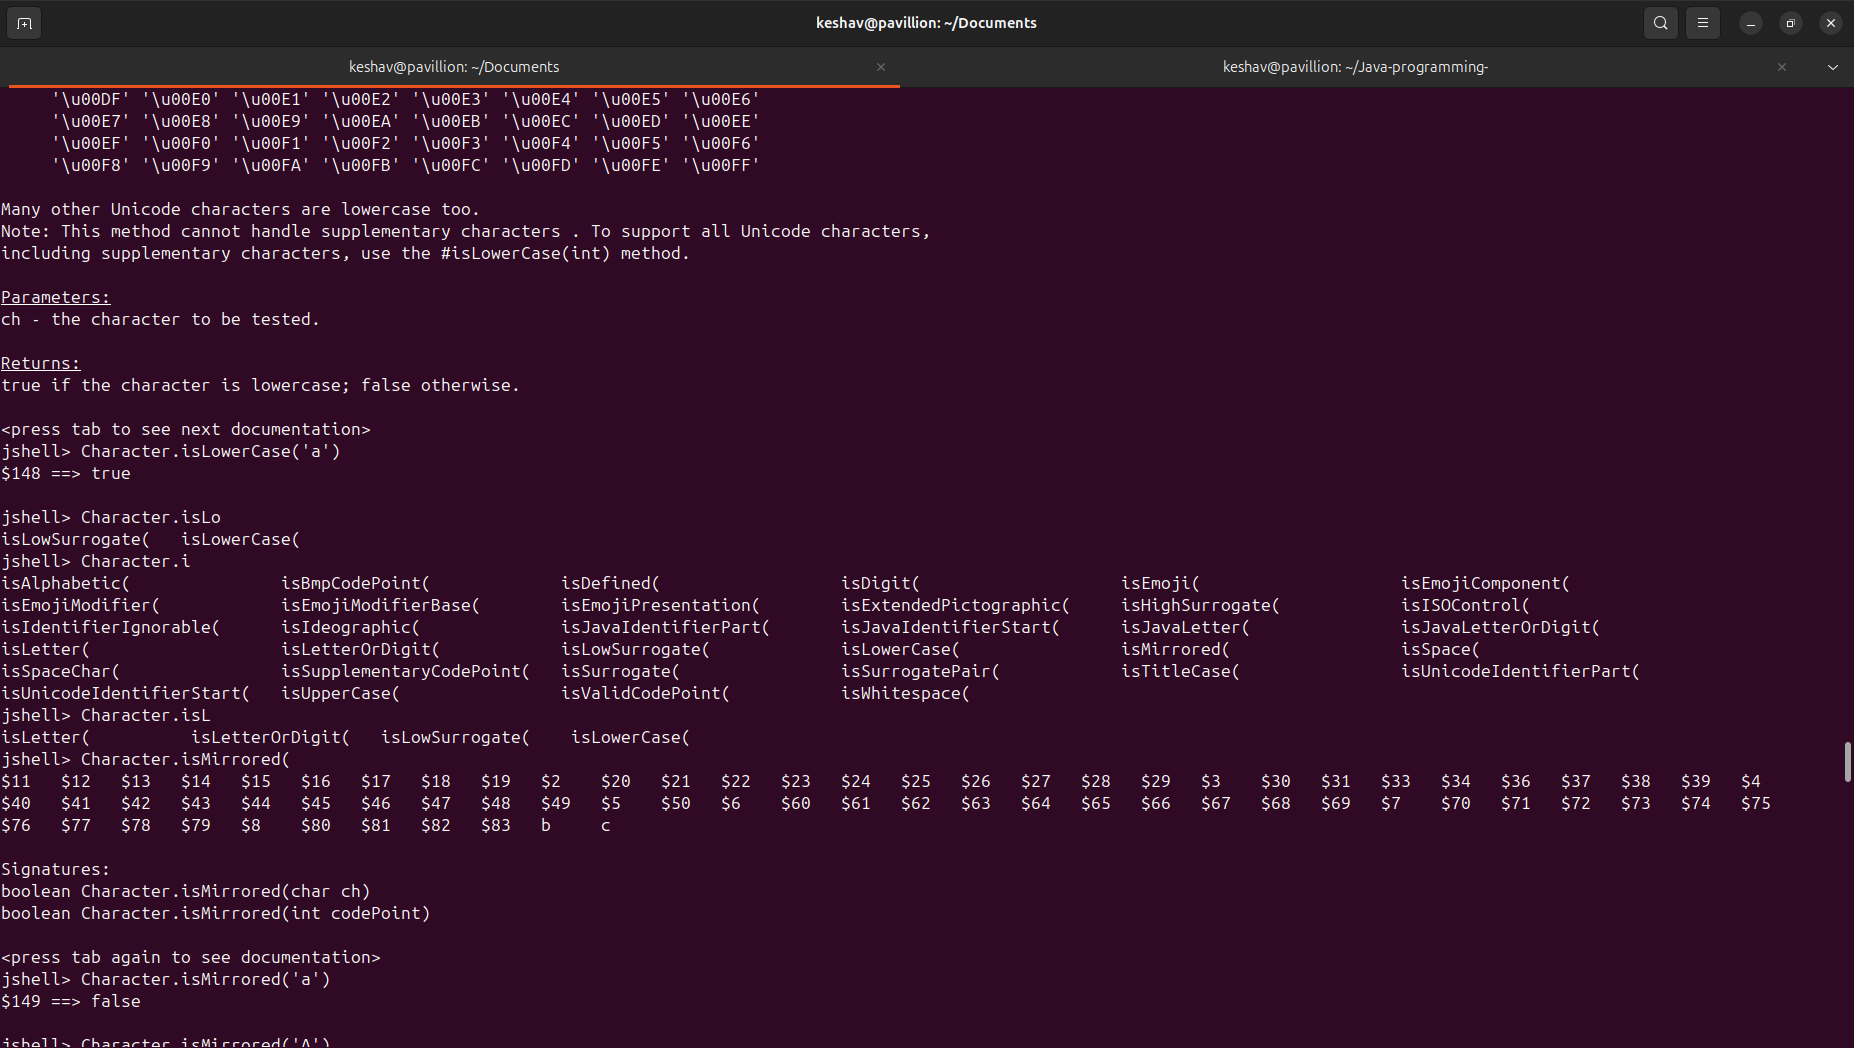 keshav@pavillion: ~/Documents
keshav@pavillion: ~/Documents
keshav@pavillion: ~/Java-programming-
'\u00DF' '\u00E0' '\u00E1' '\u00E2' '\u00E3' '\u00E4' '\u00E5' '\u00E6'
'\u00E7' '\u00E8' '\u00E9' '\u00EA' '\u00EB' '\u00EC' '\u00ED' '\u00EE'
'\u00EF' '\u00F0' '\u00F1' '\u00F2' '\u00F3' '\u00F4' '\u00F5' '\u00F6'
'\u00F8' '\u00F9' '\u00FA' '\u00FB' '\u00FC' '\u00FD' '\u00FE' '\u00FF'
Many other Unicode characters are lowercase too.
Note: This method cannot handle supplementary characters . To support all Unicode characters,
including supplementary characters, use the #isLowerCase(int) method.
Parameters:
ch - the character to be tested.
Returns:
true if the character is lowercase; false otherwise.
<press tab to see next documentation>
jshell> Character.isLowerCase('a')
$148 ==> true
jshell> Character.isLo
isLowSurrogate( isLowerCase(
jshell> Character.i
isAlphabetic( isBmpCodePoint( isDefined( isDigit( isEmoji( isEmojiComponent(
isEmojiModifier( isEmojiModifierBase( isEmojiPresentation( isExtendedPictographic( isHighSurrogate( isISOControl(
isIdentifierIgnorable( isIdeographic( isJavaIdentifierPart( isJavaIdentifierStart( isJavaLetter( isJavaLetterOrDigit(
isLetter( isLetterOrDigit( isLowSurrogate( isLowerCase( isMirrored( isSpace(
isSpaceChar( isSupplementaryCodePoint( isSurrogate( isSurrogatePair( isTitleCase( isUnicodeIdentifierPart(
isUnicodeIdentifierStart( isUpperCase( isValidCodePoint( isWhitespace(
jshell> Character.isL
isLetter( isLetterOrDigit( isLowSurrogate( isLowerCase(
jshell> Character.isMirrored(
$11 $12 $13 $14 $15 $16 $17 $18 $19 $2 $20 $21 $22 $23 $24 $25 $26 $27 $28 $29 $3 $30 $31 $33 $34 $36 $37 $38 $39 $4
$40 $41 $42 $43 $44 $45 $46 $47 $48 $49 $5 $50 $6 $60 $61 $62 $63 $64 $65 $66 $67 $68 $69 $7 $70 $71 $72 $73 $74 $75
$76 $77 $78 $79 $8 $80 $81 $82 $83 b c
Signatures:
boolean Character.isMirrored(char ch)
boolean Character.isMirrored(int codePoint)
<press tab again to see documentation>
jshell> Character.isMirrored('a')
$149 ==> false
jshell> Character.isMirrored('A')